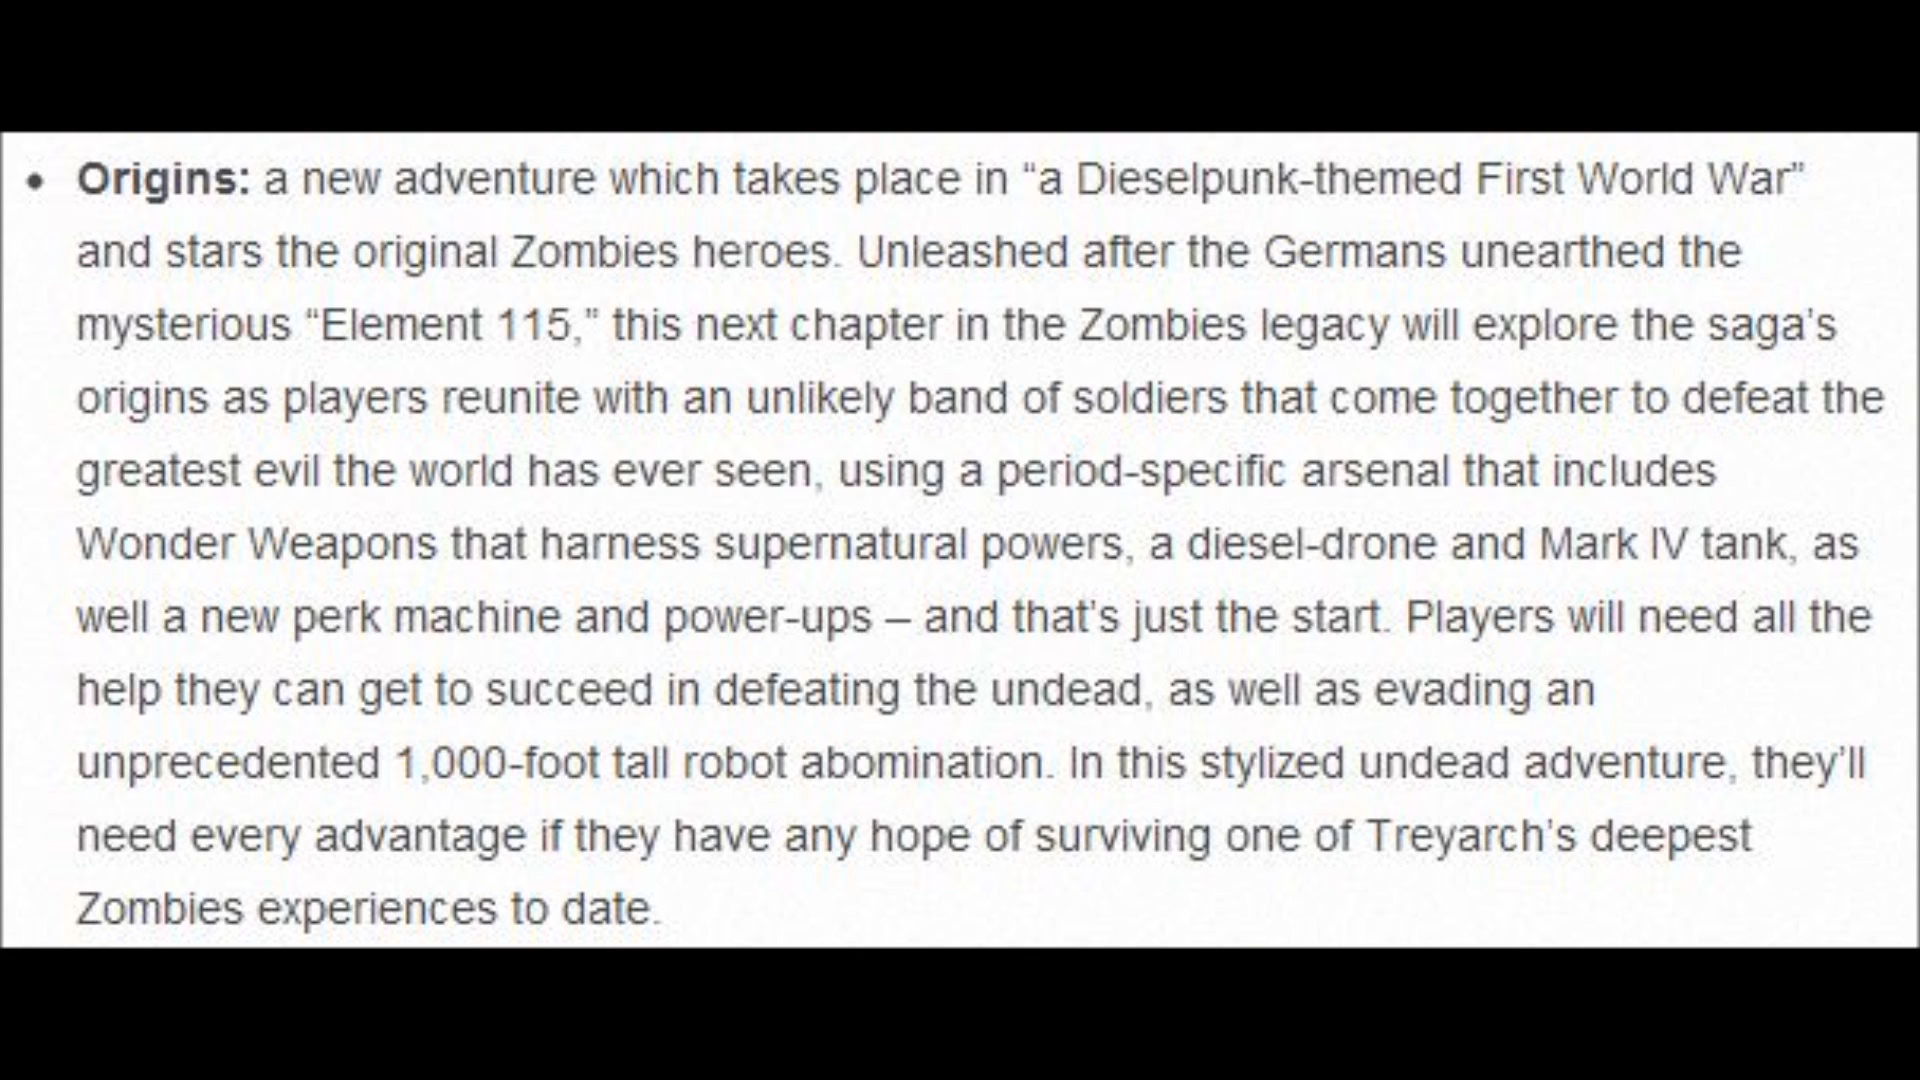 • Origins: a new adventure which takes place in “a Dieselpunk-themed First World War”
and stars the original Zombies heroes. Unleashed after the Germans unearthed the
mysterious “Element 115,” this next chapter in the Zombies legacy will explore the saga’s
origins as players reunite with an unlikely band of soldiers that come together to defeat the
greatest evil the world has ever seen, using a period-specific arsenal that includes
Wonder Weapons that harness supernatural powers, a diesel-drone and Mark IV tank, as
well a new perk machine and power-ups – and that’s just the start. Players will need all the
help they can get to succeed in defeating the undead, as well as evading an
unprecedented 1,000-foot tall robot abomination. In this stylized undead adventure, they’ll
need every advantage if they have any hope of surviving one of Treyarch’s deepest
Zombies experiences to date.